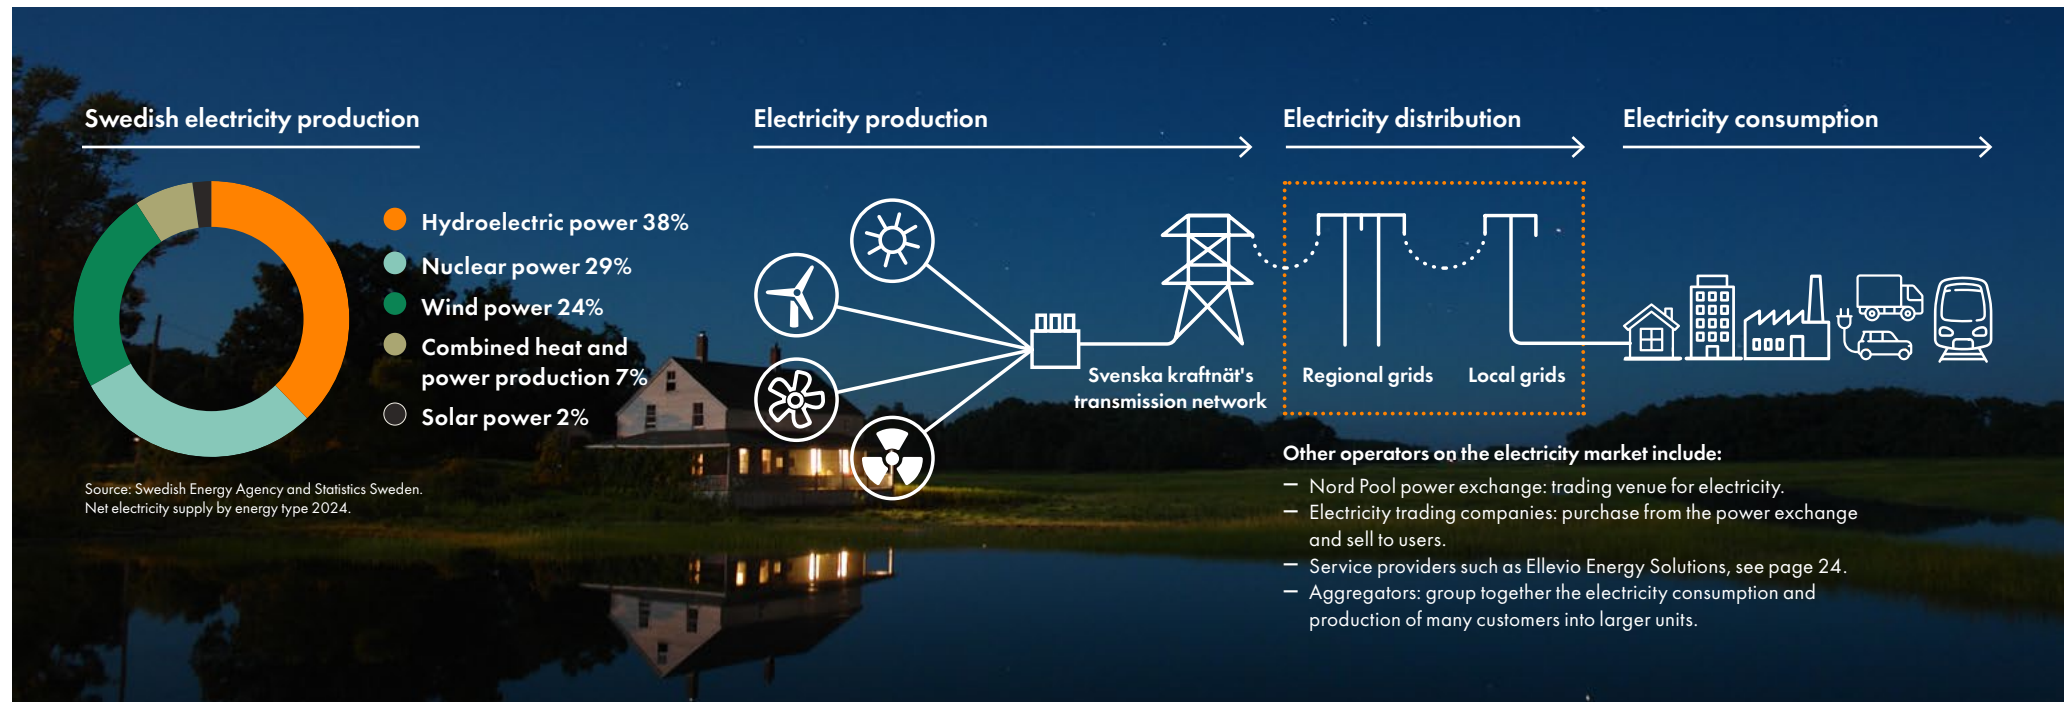 Swedish electricity production
Hydroelectric power 38%
Nuclear power 29%
Wind power 24%
Combined heat and
power production 7%
Solar power 2%
Source: Swedish Energy Agency and Statistics Sweden.
Net electricity supply by energy type 2024.
Electricity production
Svenska kraftnät's
transmission network
Electricity distribution
Regional grids
Local grids
Electricity consumption
Other operators on the electricity market include:
– Nord Pool power exchange: trading venue for electricity.
– Electricity trading companies: purchase from the power exchange
and sell to users.
– Service providers such as Ellevio Energy Solutions, see page 24.
– Aggregators: group together the electricity consumption and
production of many customers into larger units.